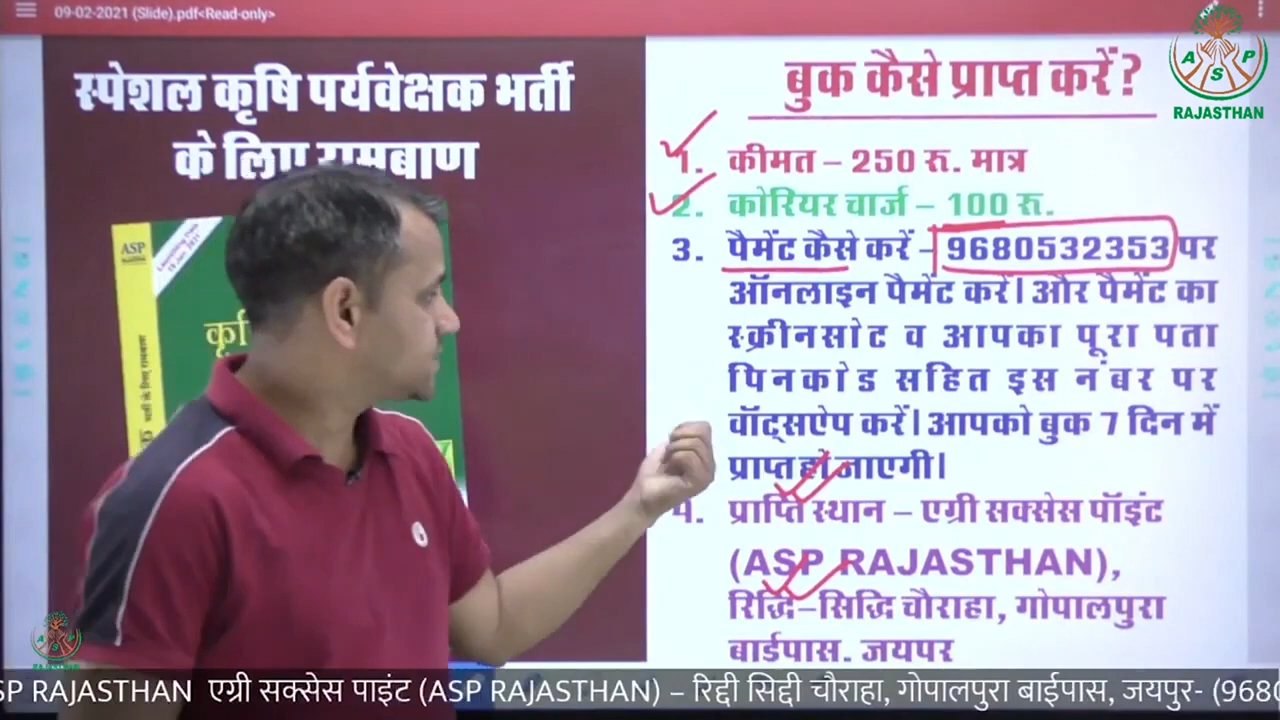 09-02-2021 (Slide).pdf<Read-only>
A S P
RAJASTHAN
स्पेशल कृषि पर्यवेक्षक भर्ती
के लिए रामबाण
ASP
बुक कैसे प्राप्त करें?
1. कीमत – 250 रू. मात्र
2. कोरियर चार्ज – 100 रू.
3. पैमेंट कैसे करें – 9680532353 पर
ऑनलाइन पैमेंट करें। और पैमेंट का
स्क्रीनसोट व आपका पूरा पता
पिनकोड सहित इस नंबर पर
वॉट्सऐप करें। आपको बुक 7 दिन में
प्राप्त हो जाएगी।
4. प्राप्ति स्थान – एग्री सक्सेस पॉइंट
(ASP RAJASTHAN),
रिद्धि–सिद्धि चौराहा, गोपालपुरा
बाईपास, जयपुर
SP RAJASTHAN एग्री सक्सेस पाइंट (ASP RAJASTHAN) – रिद्दी सिद्दी चौराहा, गोपालपुरा बाईपास, जयपुर- (968